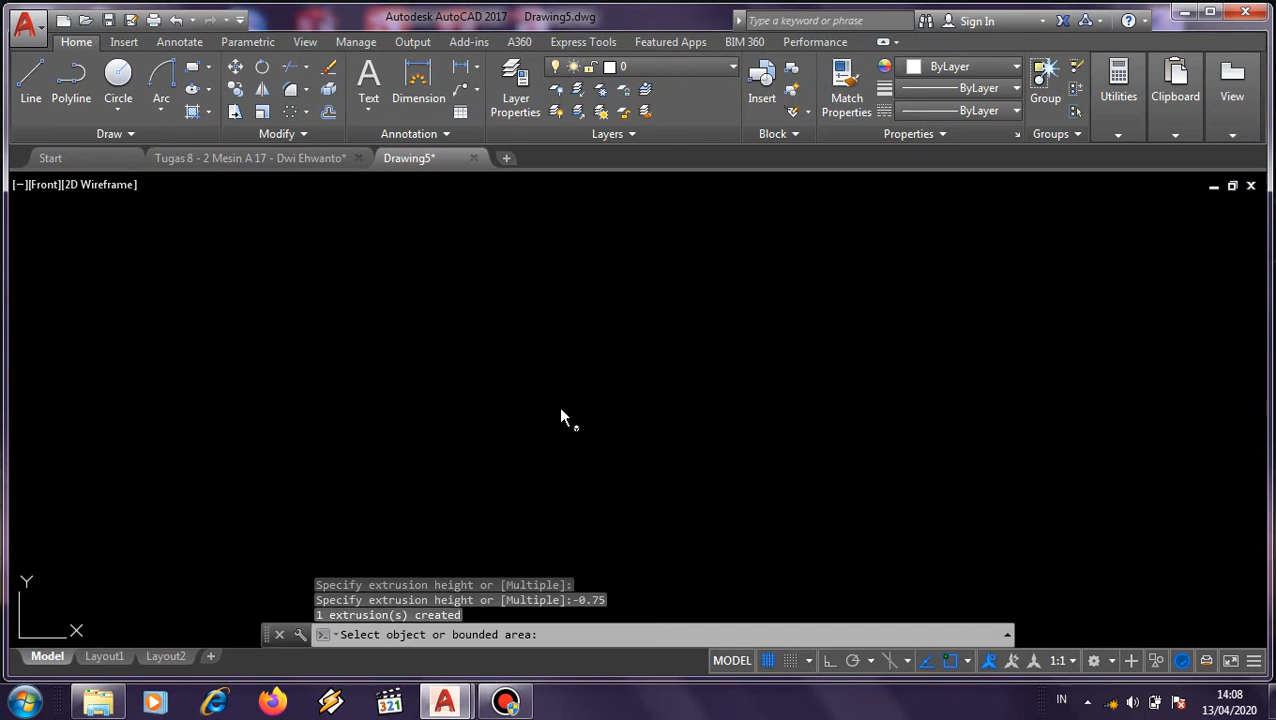 Autodesk AutoCAD 2017 Drawing5.dwg
Type a keyword or phrase
Sign In
Home Insert Annotate Parametric View Manage Output Add-ins A360 Express Tools Featured Apps BIM 360 Performance
Line Polyline Circle Arc
Text Dimension
Layer Properties
0
Insert
Match Properties
ByLayer
ByLayer
ByLayer
Group
Utilities
Clipboard
View
Draw Modify Annotation Layers Block Properties Groups
Start Tugas 8 - 2 Mesin A 17 - Dwi Ehwanto* Drawing5*
[−][Front][2D Wireframe]
Y
X
Specify extrusion height or [Multiple]:
Specify extrusion height or [Multiple]:-0.75
1 extrusion(s) created
Select object or bounded area:
Model Layout1 Layout2
MODEL 1:1
321
IN
14:08
13/04/2020